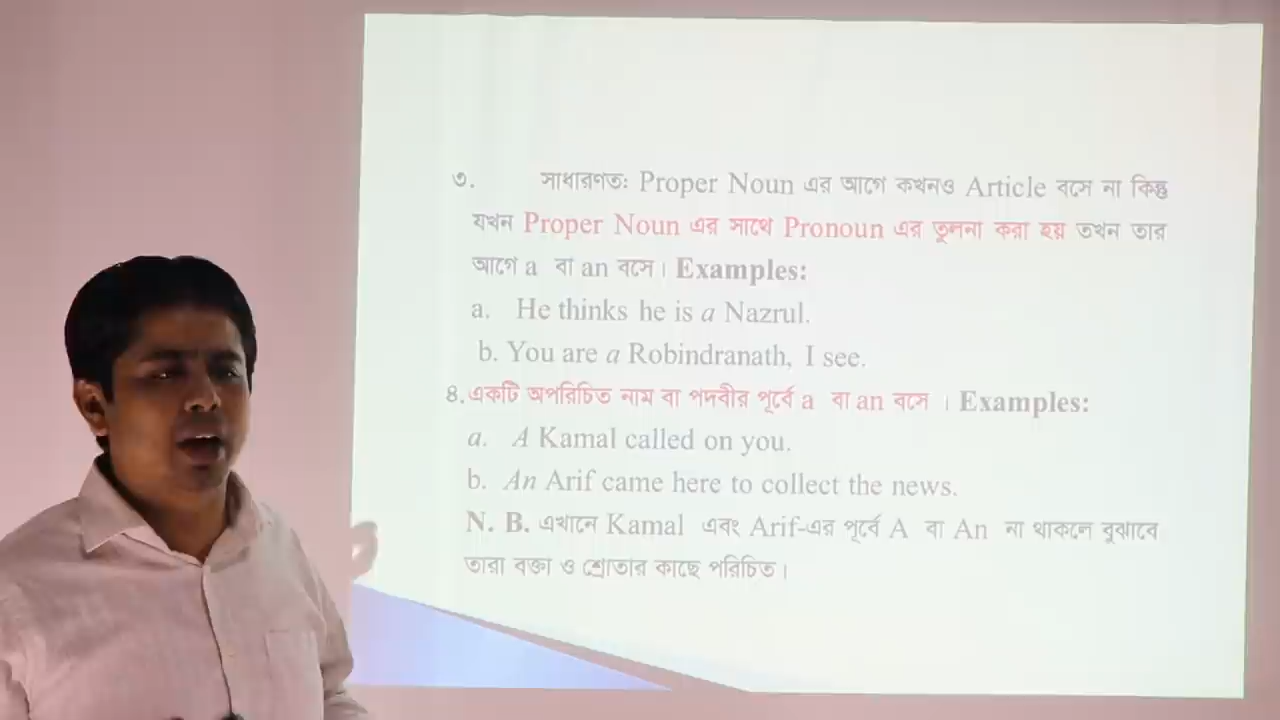 ৩. সাধারণত: Proper Noun এর আগে কখনও Article বসে না কিন্তু
যখন Proper Noun এর সাথে Pronoun এর তুলনা করা হয় তখন তার
আগে a বা an বসে। Examples:
a. He thinks he is a Nazrul.
b. You are a Robindranath, I see.
৪. একটি অপরিচিত নাম বা পদবীর পূর্বে a বা an বসে । Examples:
a. A Kamal called on you.
b. An Arif came here to collect the news.
N. B. এখানে Kamal এবং Arif-এর পূর্বে A বা An না থাকলে বুঝাবে
তারা বক্তা ও শ্রোতার কাছে পরিচিত।